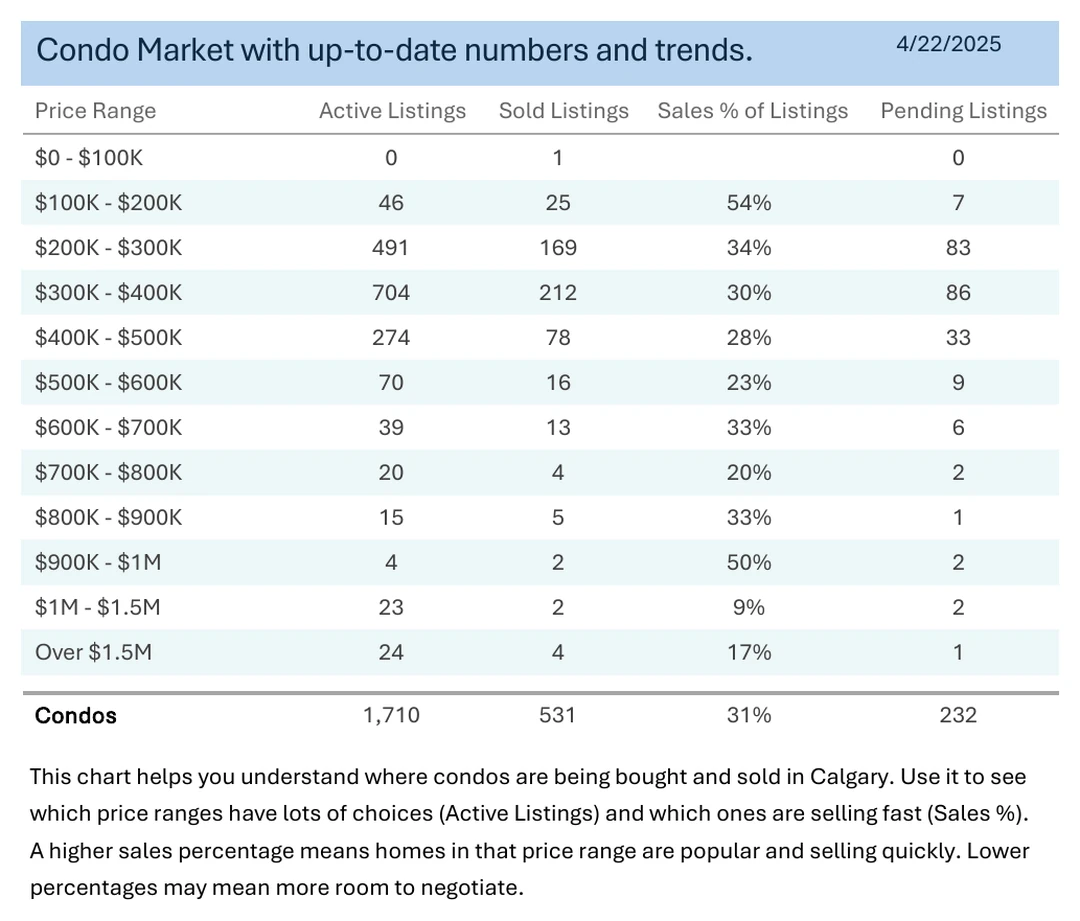 Condo Market with up-to-date numbers and trends. 4/22/2025
Price Range Active Listings Sold Listings Sales % of Listings Pending Listings
$0 - $100K 0 1 0
$100K - $200K 46 25 54% 7
$200K - $300K 491 169 34% 83
$300K - $400K 704 212 30% 86
$400K - $500K 274 78 28% 33
$500K - $600K 70 16 23% 9
$600K - $700K 39 13 33% 6
$700K - $800K 20 4 20% 2
$800K - $900K 15 5 33% 1
$900K - $1M 4 2 50% 2
$1M - $1.5M 23 2 9% 2
Over $1.5M 24 4 17% 1
Condos 1,710 531 31% 232
This chart helps you understand where condos are being bought and sold in Calgary. Use it to see
which price ranges have lots of choices (Active Listings) and which ones are selling fast (Sales %).
A higher sales percentage means homes in that price range are popular and selling quickly. Lower
percentages may mean more room to negotiate.